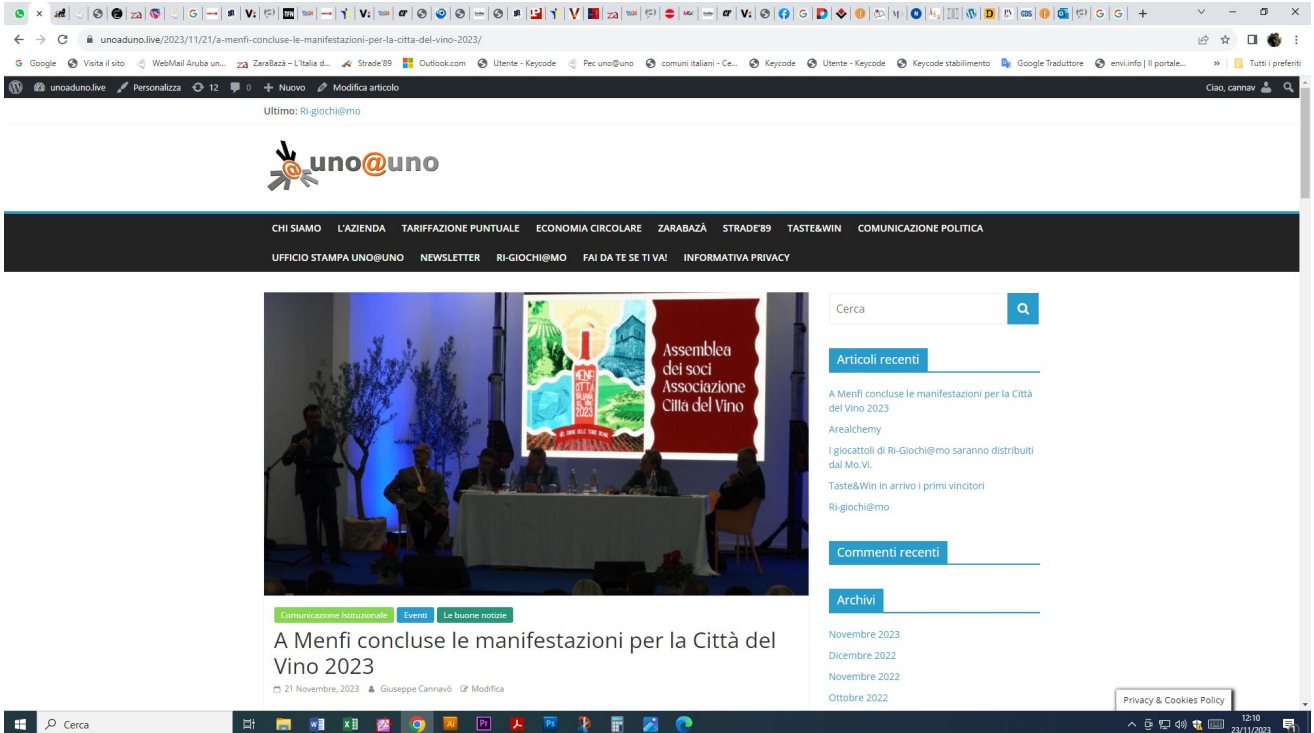 unoaduno.live/2023/11/21/a-menfi-concluse-le-manifestazioni-per-la-citta-del-vino-2023/
Google Visita il sito WebMail Aruba un... ZaraBazà – L'Italia d... Strade'89 Outlook.com Utente - Keycode Pec uno@uno comuni italiani - Ce... Keycode Utente - Keycode Keycode stabilimento Google Traduttore envi.info | Il portale... » Tutti i preferiti
unoaduno.live Personalizza 12 0 Nuovo Modifica articolo Ciao, cannav
Ultimo: Ri-giochi@mo
uno@uno
CHI SIAMO L'AZIENDA TARIFFAZIONE PUNTUALE ECONOMIA CIRCOLARE ZARABAZÀ STRADE'89 TASTE&WIN COMUNICAZIONE POLITICA
UFFICIO STAMPA UNO@UNO NEWSLETTER RI-GIOCHI@MO FAI DA TE SE TI VA! INFORMATIVA PRIVACY
Assemblea
dei soci
Associazione
Città del Vino
MENFI
CITTÀ
ITALIANA
DEL VINO
2023
Comunicazione Istituzionale Eventi Le buone notizie
A Menfi concluse le manifestazioni per la Città del
Vino 2023
21 Novembre, 2023 Giuseppe Cannavò Modifica
Cerca
Articoli recenti
A Menfi concluse le manifestazioni per la Città
del Vino 2023
Arealchemy
I giocattoli di Ri-Giochi@mo saranno distribuiti
dal Mo.Vi.
Taste&Win in arrivo i primi vincitori
Ri-giochi@mo
Commenti recenti
Archivi
Novembre 2023
Dicembre 2022
Novembre 2022
Ottobre 2022
Privacy & Cookies Policy
Cerca
12:10
23/11/2023